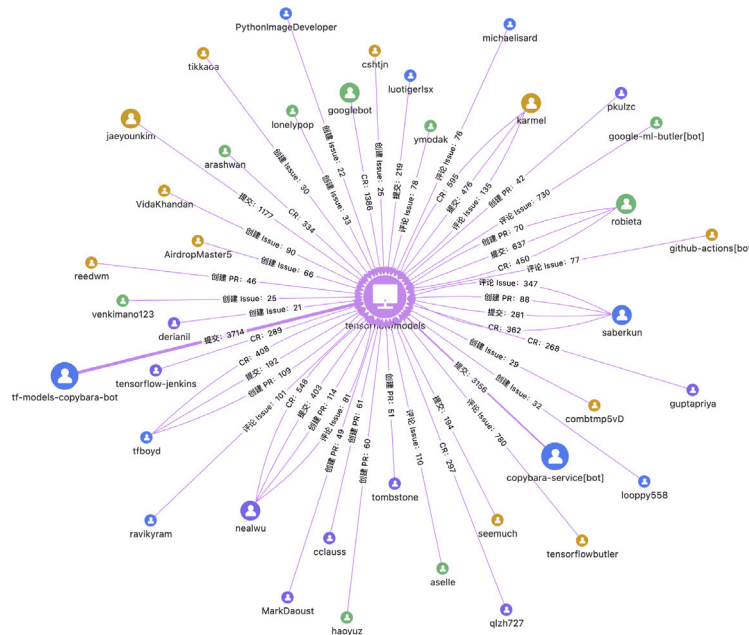 PythonImageDeveloper
michaelisard
tikkaoa
cshtjn
luotigerlsx
googlebot
karmel
pkulzc
jaeyounkim
lonelypop
ymodak
google-ml-butler[bot]
arashwan
创建 Issue: 22
创建 Issue: 25
提交: 219
评论 Issue: 76
CR: 595
提交: 476
评论 Issue: 135
创建 PR: 42
评论 Issue: 730
创建 Issue: 30
创建 Issue: 33
CR: 1386
评论 Issue: 78
提交: 1177
CR: 334
VidaKhandan
创建 Issue: 90
创建 PR: 70
提交: 637
CR: 450
robieta
AirdropMaster5
创建 Issue: 66
评论 Issue: 77
github-actions[bot
reedwm
创建 PR: 46
评论 Issue: 347
venkimano123
创建 Issue: 25
创建 PR: 88
derianil
创建 Issue: 21
提交: 281
saberkun
tensorflow/models
提交: 3714
CR: 289
CR: 362
CR: 268
tf-models-copybara-bot
tensorflow-jenkins
CR: 408
提交: 192
创建 PR: 109
创建 Issue: 29
guptapriya
评论 Issue: 101
CR: 548
提交: 403
创建 PR: 114
评论 Issue: 81
创建 PR: 49
创建 PR: 61
创建 PR: 60
创建 PR: 51
评论 Issue: 110
提交: 194
CR: 297
提交: 3156
评论 Issue: 780
创建 Issue: 32
combtmp5vD
tfboyd
copybara-service[bot]
looppy558
tombstone
nealwu
ravikyram
seemuch
cclauss
tensorflowbutler
aselle
MarkDaoust
haoyuz
qlzh727